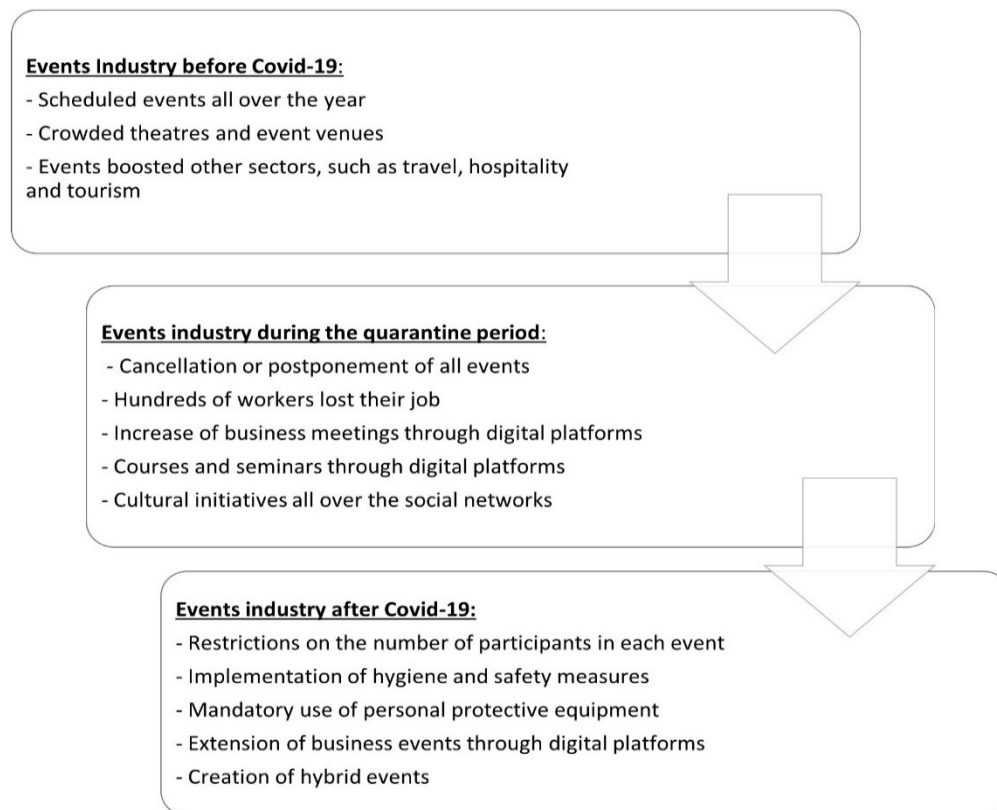 Events Industry before Covid-19:
- Scheduled events all over the year
- Crowded theatres and event venues
- Events boosted other sectors, such as travel, hospitality
and tourism
Events industry during the quarantine period:
- Cancellation or postponement of all events
- Hundreds of workers lost their job
- Increase of business meetings through digital platforms
- Courses and seminars through digital platforms
- Cultural initiatives all over the social networks
Events industry after Covid-19:
- Restrictions on the number of participants in each event
- Implementation of hygiene and safety measures
- Mandatory use of personal protective equipment
- Extension of business events through digital platforms
- Creation of hybrid events